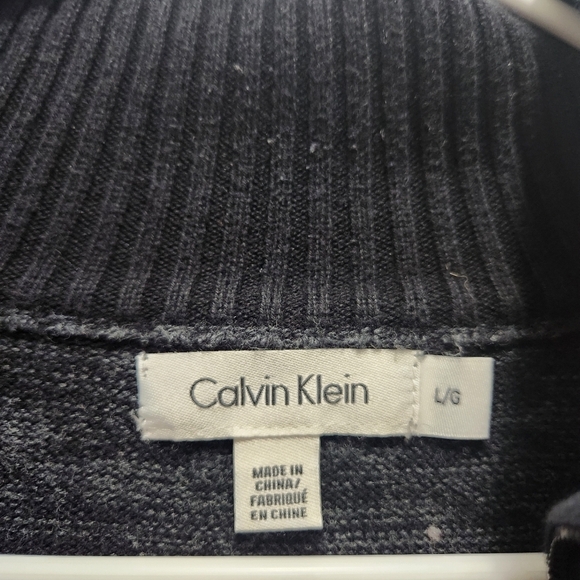 Calvin Klein
L/G
MADE IN
CHINA/
FABRIQUÉ
EN CHINE